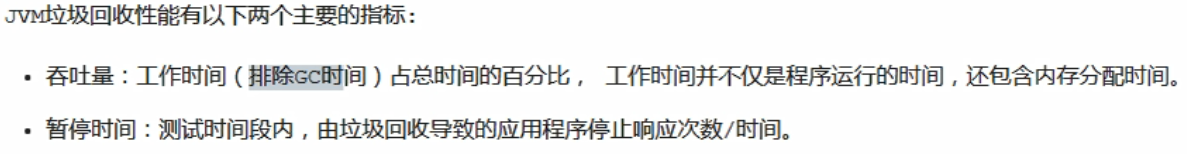 JVM垃圾回收性能有以下两个主要的指标：
• 吞吐量：工作时间（排除GC时间）占总时间的百分比， 工作时间并不仅是程序运行的时间，还包含内存分配时间。
• 暂停时间：测试时间段内，由垃圾回收导致的应用程序停止响应次数/时间。